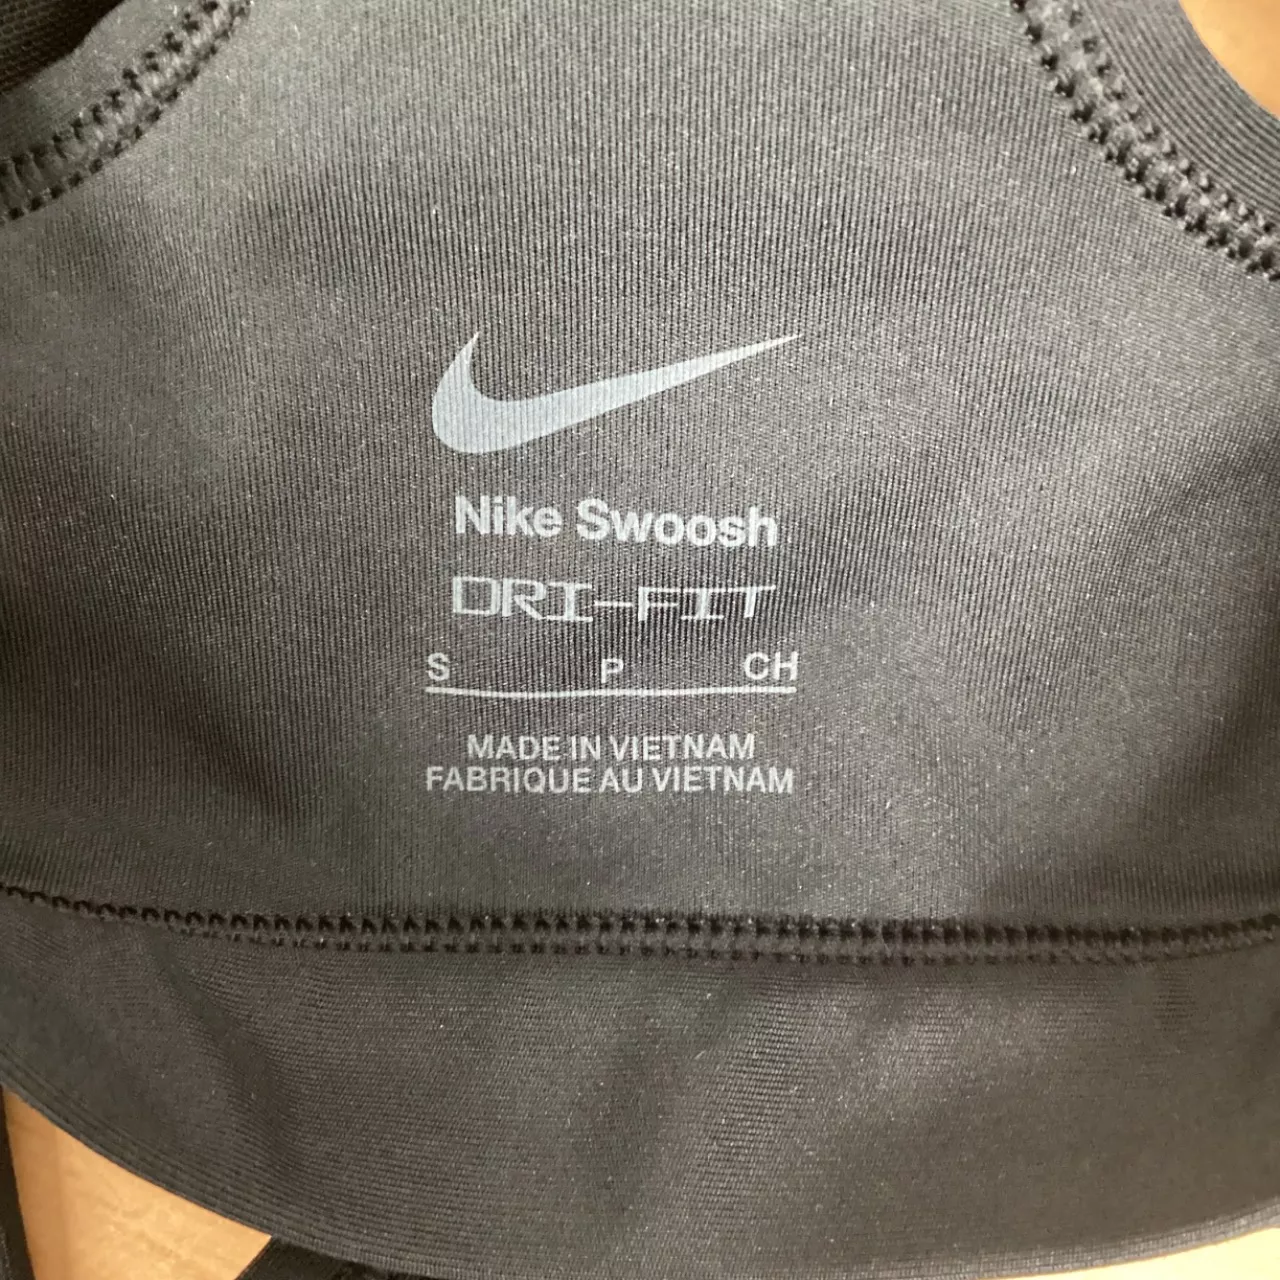 Nike Swoosh
DRI-FIT
S P CH
MADE IN VIETNAM
FABRIQUE AU VIETNAM